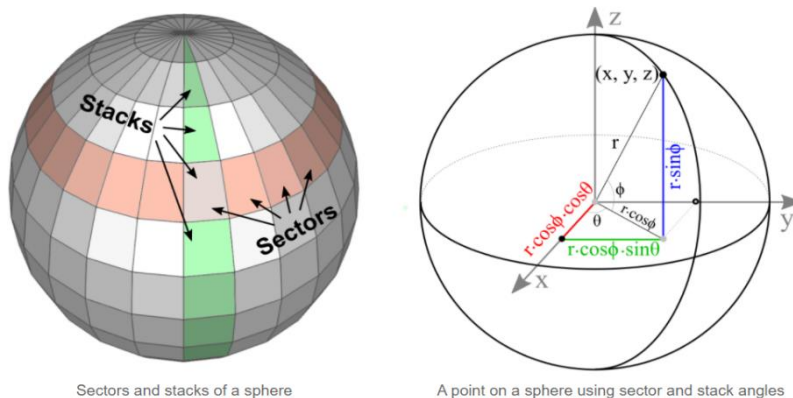 Stacks
Sectors
Sectors and stacks of a sphere
z
(x, y, z)
r
r·sinϕ
ϕ
r·cosϕ
θ
y
r·cosϕ·cosθ
r·cosϕ·sinθ
x
A point on a sphere using sector and stack angles